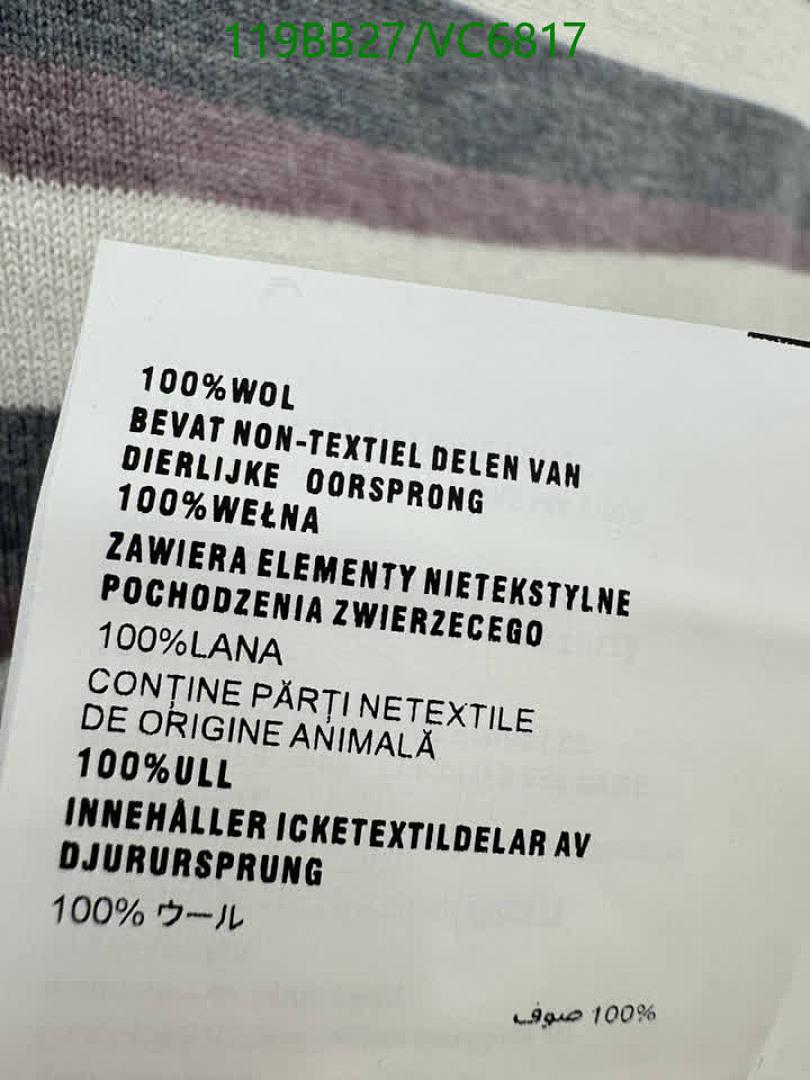 119BB27/VC6817
100%WOL
BEVAT NON-TEXTIEL DELEN VAN
DIERLIJKE OORSPRONG
100%WEŁNA
ZAWIERA ELEMENTY NIETEKSTYLNE
POCHODZENIA ZWIERZECEGO
100%LANA
CONȚINE PĂRȚI NETEXTILE
DE ORIGINE ANIMALĂ
100%ULL
INNEHÅLLER ICKETEXTILDELAR AV
DJURURSPRUNG
100% ウール
100% صوف